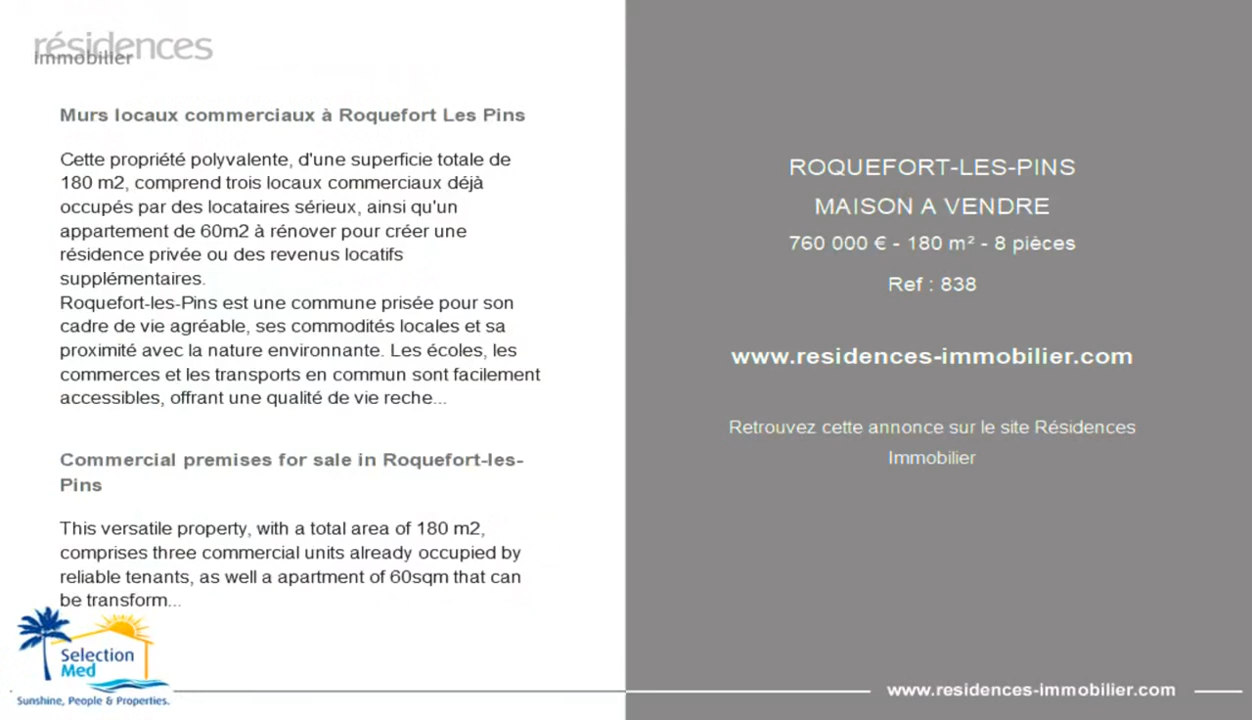 résidences
immobilier
Murs locaux commerciaux à Roquefort Les Pins
Cette propriété polyvalente, d'une superficie totale de
180 m2, comprend trois locaux commerciaux déjà
occupés par des locataires sérieux, ainsi qu'un
appartement de 60m2 à rénover pour créer une
résidence privée ou des revenus locatifs
supplémentaires.
Roquefort-les-Pins est une commune prisée pour son
cadre de vie agréable, ses commodités locales et sa
proximité avec la nature environnante. Les écoles, les
commerces et les transports en commun sont facilement
accessibles, offrant une qualité de vie reche...
Commercial premises for sale in Roquefort-les-
Pins
This versatile property, with a total area of 180 m2,
comprises three commercial units already occupied by
reliable tenants, as well a apartment of 60sqm that can
be transform...
Selection
Med
Sunshine, People & Properties.
ROQUEFORT-LES-PINS
MAISON A VENDRE
760 000 € - 180 m² - 8 pièces
Ref : 838
www.residences-immobilier.com
Retrouvez cette annonce sur le site Résidences
Immobilier
www.residences-immobilier.com